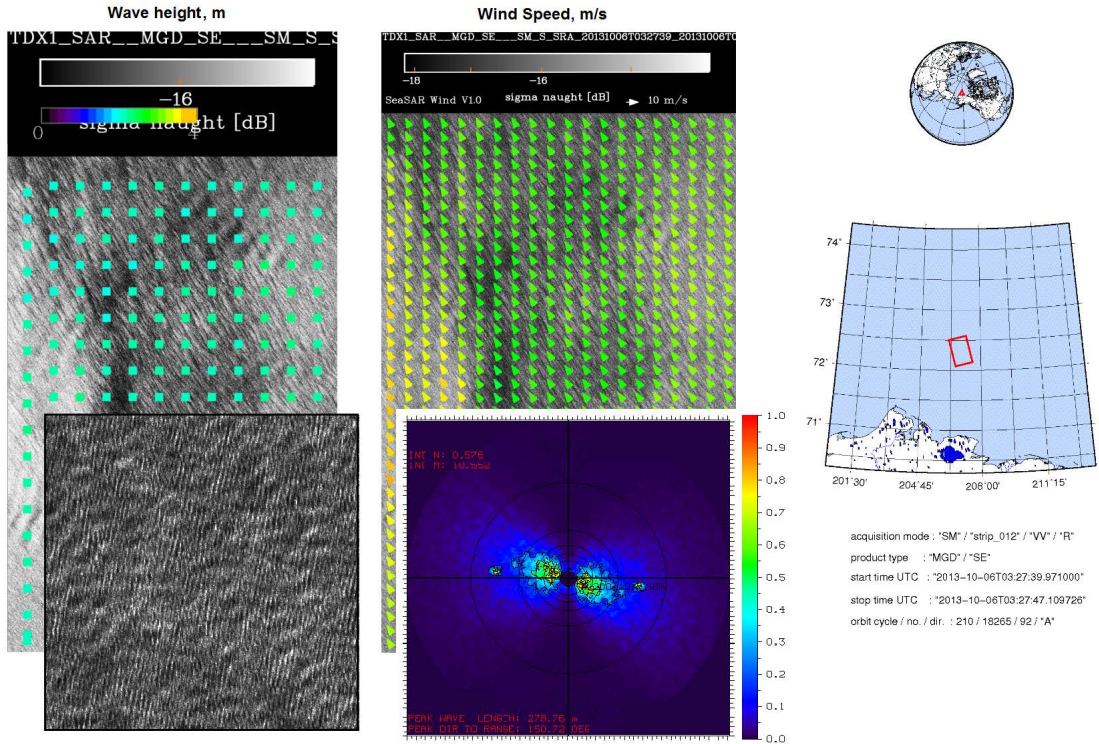 Wave height, m
TDX1_SAR__MGD_SE___SM_S_S
-16
sigma naught [dB]
0
4
Wind Speed, m/s
TDX1_SAR__MGD_SE___SM_S_SRA_20131006T032739_20131006T0
-18
-16
SeaSAR Wind V1.0
sigma naught [dB]
10 m/s
INT N: 0.576
INT M: 10.552
PEAK WAVE LENGTH: 278.76 m
PEAK DIR TO RANGE: 150.72 DEG
1.0
0.9
0.8
0.7
0.6
0.5
0.4
0.3
0.2
0.1
0.0
74°
73°
72°
71°
201°30'
204°45'
208°00'
211°15'
acquisition mode : "SM" / "strip_012" / "VV" / "R"
product type : "MGD" / "SE"
start time UTC : "2013-10-06T03:27:39.971000"
stop time UTC : "2013-10-06T03:27:47.109726"
orbit cycle / no. / dir. : 210 / 18265 / 92 / "A"